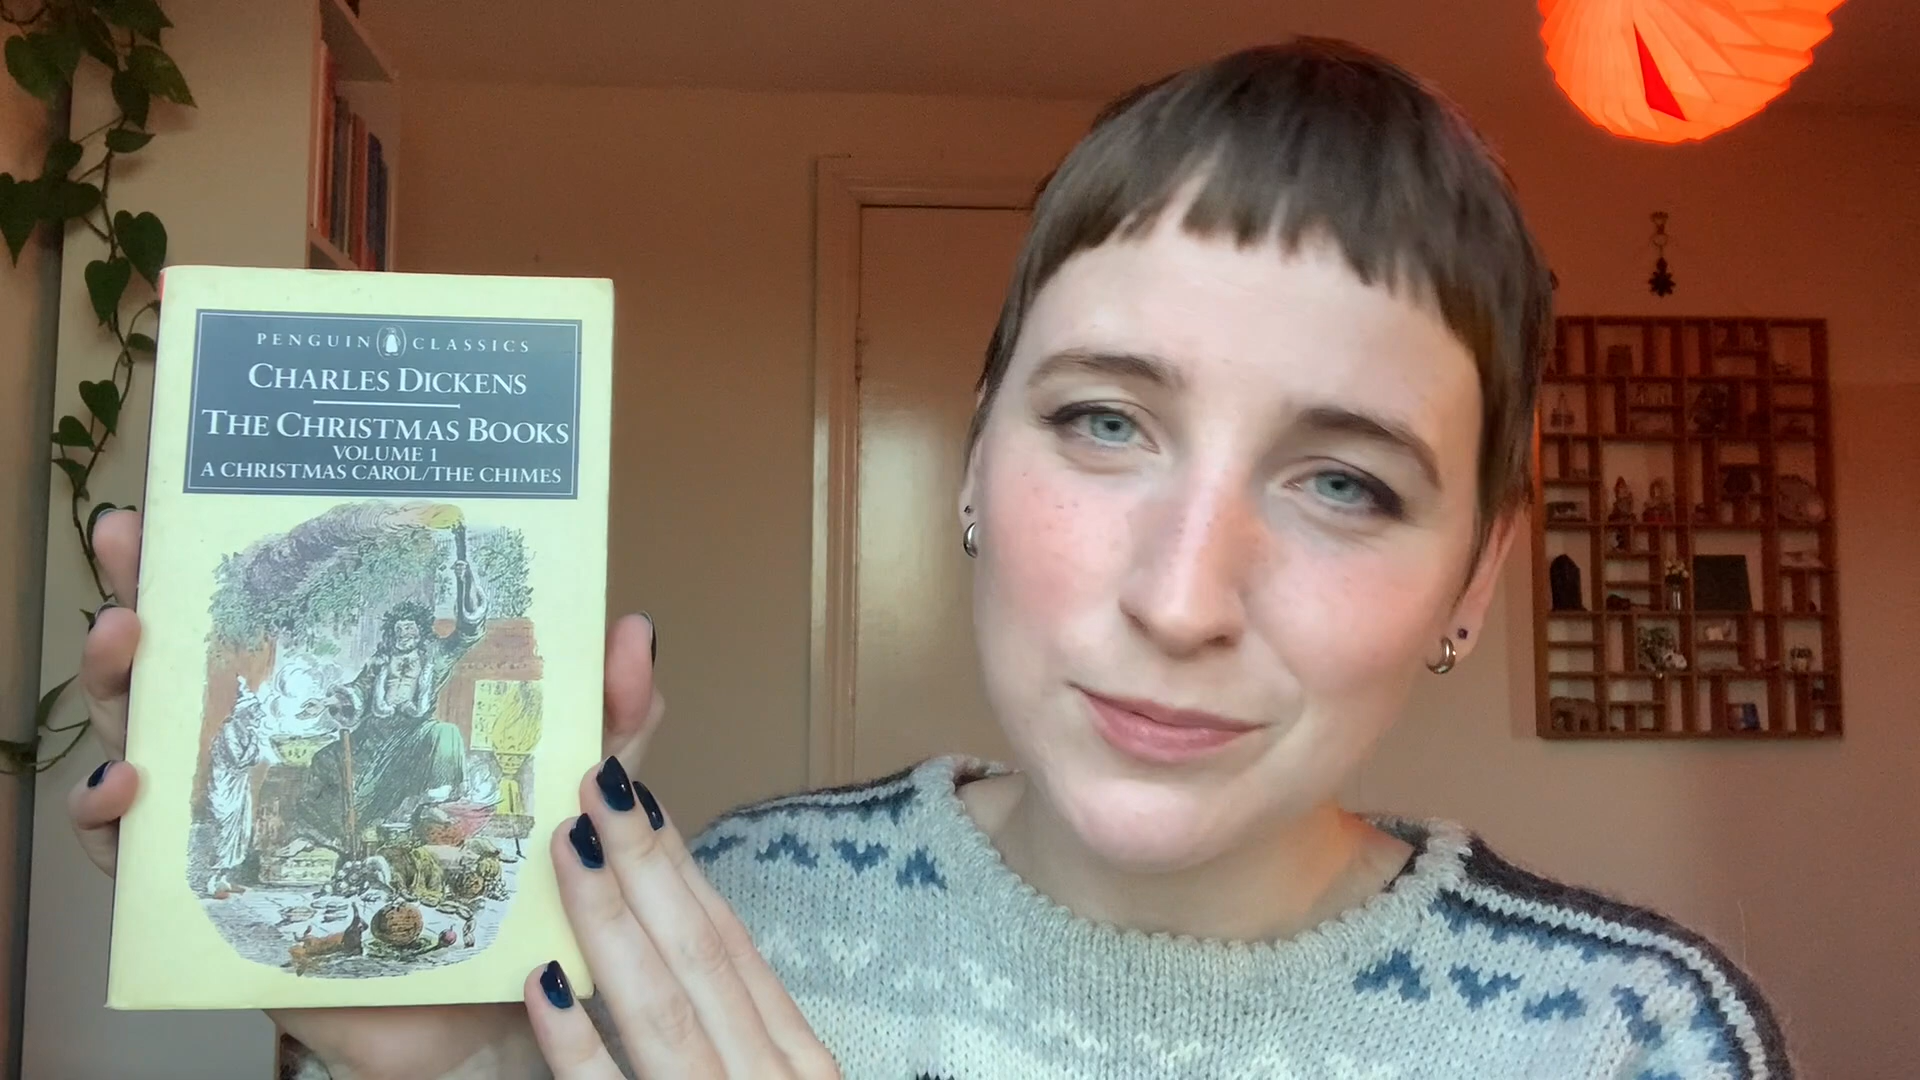 PENGUIN CLASSICS
CHARLES DICKENS
THE CHRISTMAS BOOKS
VOLUME 1
A CHRISTMAS CAROL/THE CHIMES